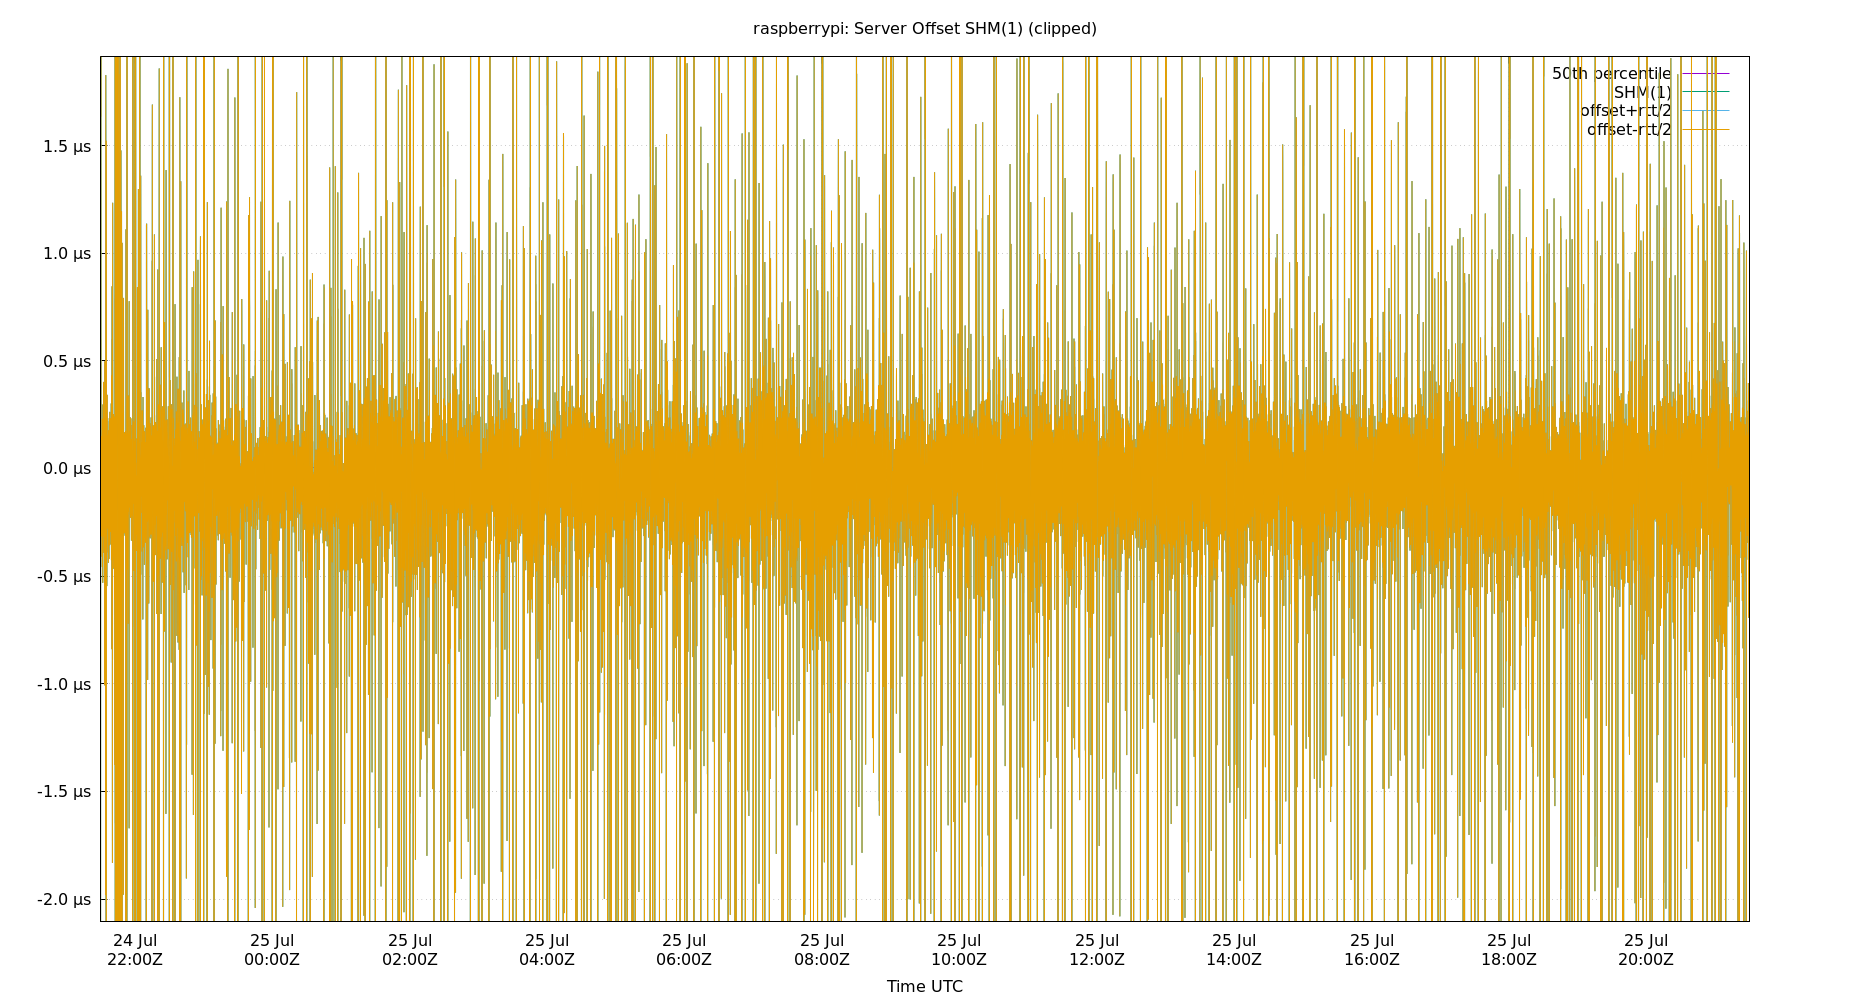 raspberrypi: Server Offset SHM(1) (clipped)
50th percentile
SHM(1)
offset+rtt/2
offset-rtt/2
1.5 µs
1.0 µs
0.5 µs
0.0 µs
-0.5 µs
-1.0 µs
-1.5 µs
-2.0 µs
24 Jul 25 Jul 25 Jul 25 Jul 25 Jul 25 Jul 25 Jul 25 Jul 25 Jul 25 Jul 25 Jul 25 Jul
22:00Z 00:00Z 02:00Z 04:00Z 06:00Z 08:00Z 10:00Z 12:00Z 14:00Z 16:00Z 18:00Z 20:00Z
Time UTC